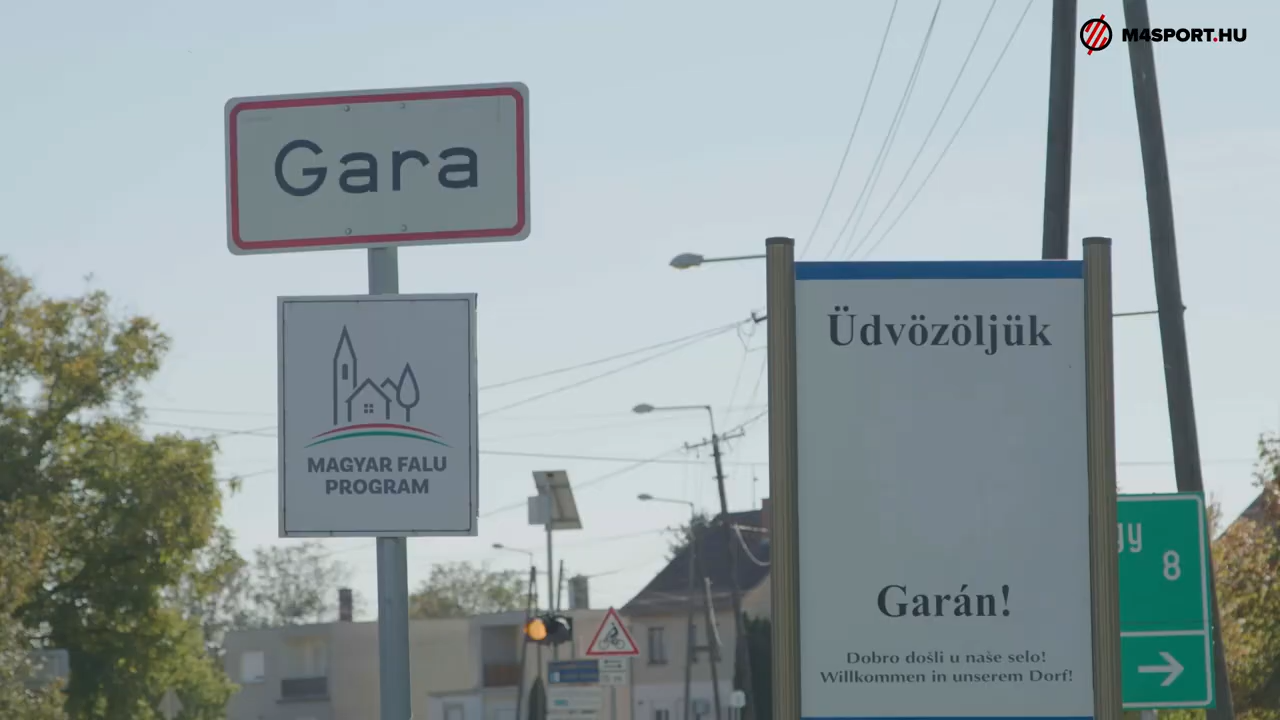 M4SPORT.HU
Gara
MAGYAR FALU
PROGRAM
Üdvözöljük
Garán!
Dobro došli u naše selo!
Willkommen in unserem Dorf!
8